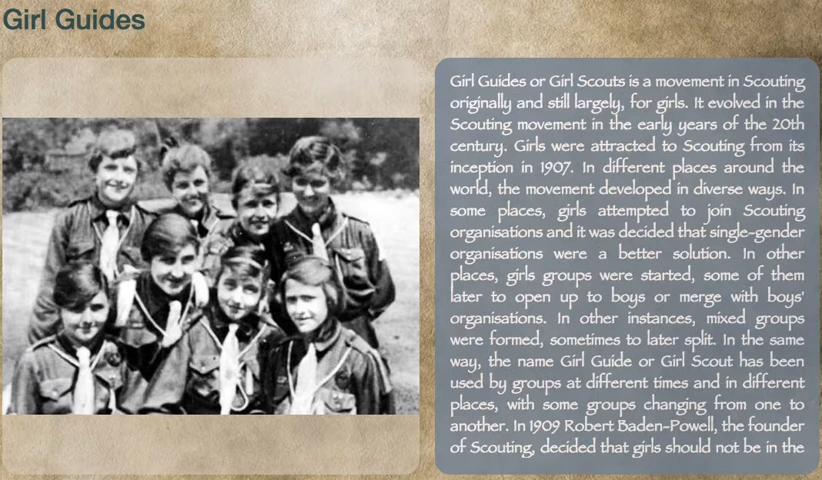 Girl Guides
Girl Guides or Girl Scouts is a movement in Scouting
originally and still largely, for girls. It evolved in the
Scouting movement in the early years of the 20th
century. Girls were attracted to Scouting from its
inception in 1907. In different places around the
world, the movement developed in diverse ways. In
some places, girls attempted to join Scouting
organisations and it was decided that single-gender
organisations were a better solution. In other
places, girls groups were started, some of them
later to open up to boys or merge with boys'
organisations. In other instances, mixed groups
were formed, sometimes to later split. In the same
way, the name Girl Guide or Girl Scout has been
used by groups at different times and in different
places, with some groups changing from one to
another. In 1909 Robert Baden-Powell, the founder
of Scouting, decided that girls should not be in the